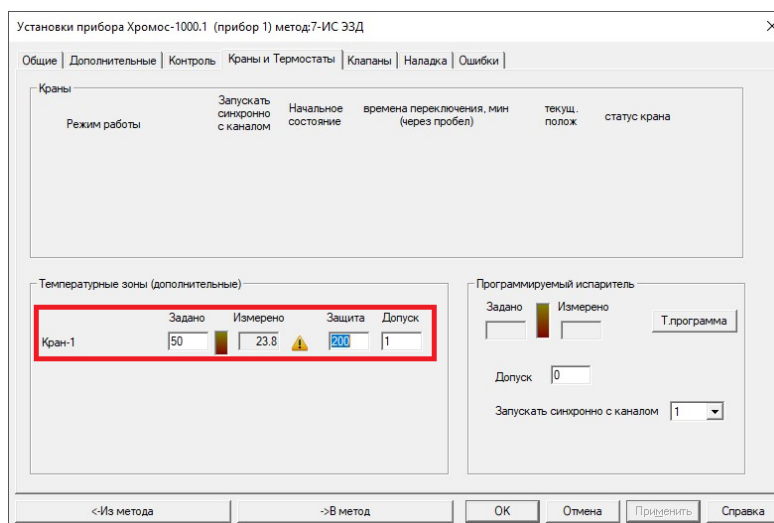 Установки прибора Хромос-1000.1 (прибор 1) метод:7-ИС ЭЗД
Общие Дополнительные Контроль Краны и Термостаты Клапаны Наладка Ошибки
Краны
Режим работы
Запускать
синхронно
с каналом
Начальное
состояние
времена переключения, мин
(через пробел)
текущ.
полож
статус крана
Температурные зоны (дополнительные)
Задано Измерено Защита Допуск
Кран-1 50 23.8 200 1
Программируемый испаритель
Задано Измерено
Т.программа
Допуск 0
Запускать синхронно с каналом 1
<-Из метода ->В метод OK Отмена Применить Справка